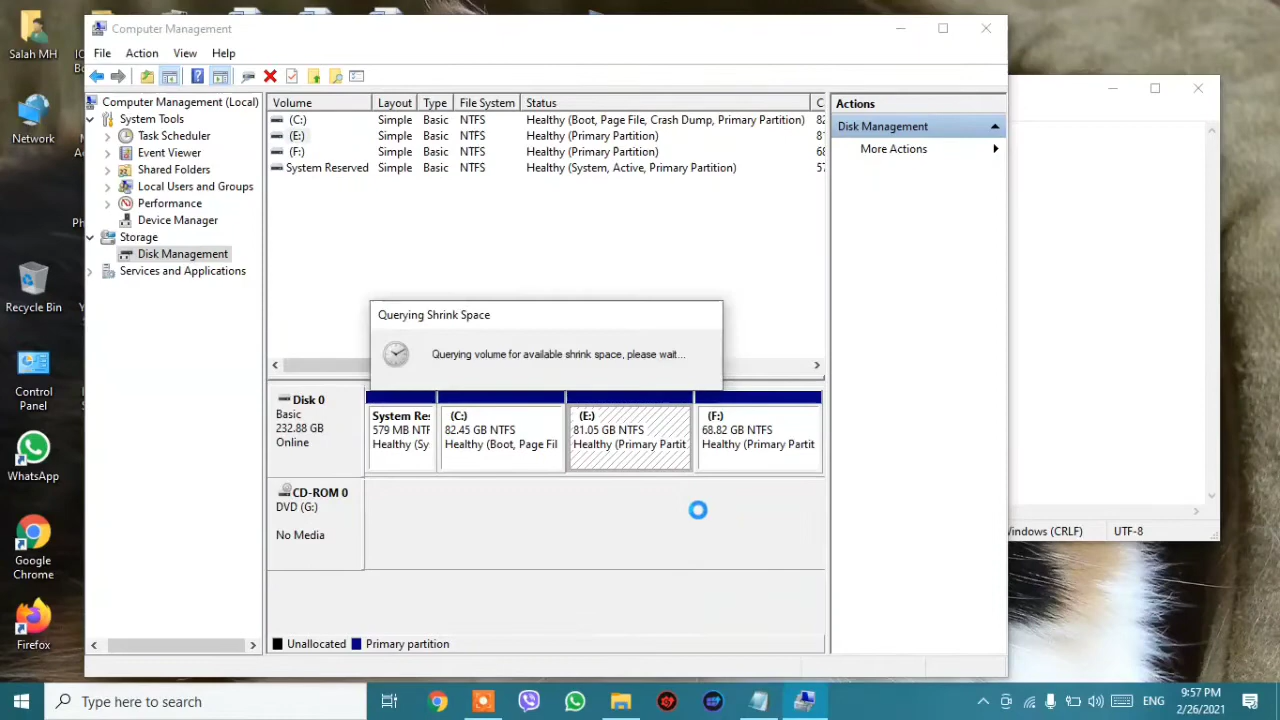 Salah MH
Network
Recycle Bin
Control
Panel
WhatsApp
Google
Chrome
Firefox
Computer Management
File Action View Help
Computer Management (Local)
System Tools
Task Scheduler
Event Viewer
Shared Folders
Local Users and Groups
Performance
Device Manager
Storage
Disk Management
Services and Applications
Volume Layout Type File System Status C
(C:) Simple Basic NTFS Healthy (Boot, Page File, Crash Dump, Primary Partition) 82
(E:) Simple Basic NTFS Healthy (Primary Partition) 81
(F:) Simple Basic NTFS Healthy (Primary Partition) 68
System Reserved Simple Basic NTFS Healthy (System, Active, Primary Partition) 57
Actions
Disk Management
More Actions
Querying Shrink Space
Querying volume for available shrink space, please wait...
Disk 0
Basic
232.88 GB
Online
System Re:
579 MB NTF
Healthy (Sy
(C:)
82.45 GB NTFS
Healthy (Boot, Page Fil
(E:)
81.05 GB NTFS
Healthy (Primary Partit
(F:)
68.82 GB NTFS
Healthy (Primary Partit
CD-ROM 0
DVD (G:)
No Media
Unallocated Primary partition
Windows (CRLF) UTF-8
Type here to search
ENG
9:57 PM
2/26/2021